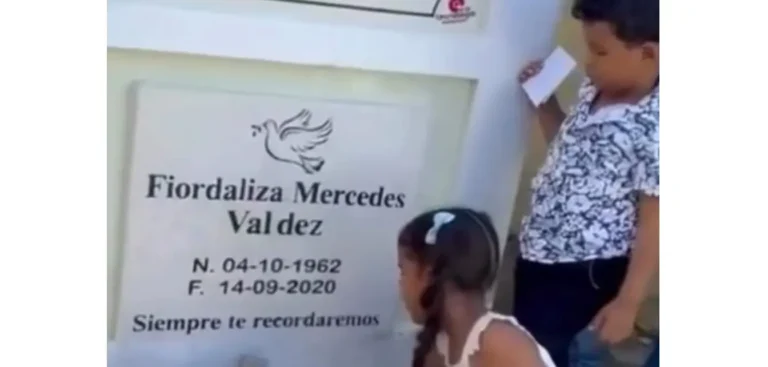 Fiordaliza Mercedes
Valdez
N. 04-10-1962
F. 14-09-2020
Siempre te recordaremos